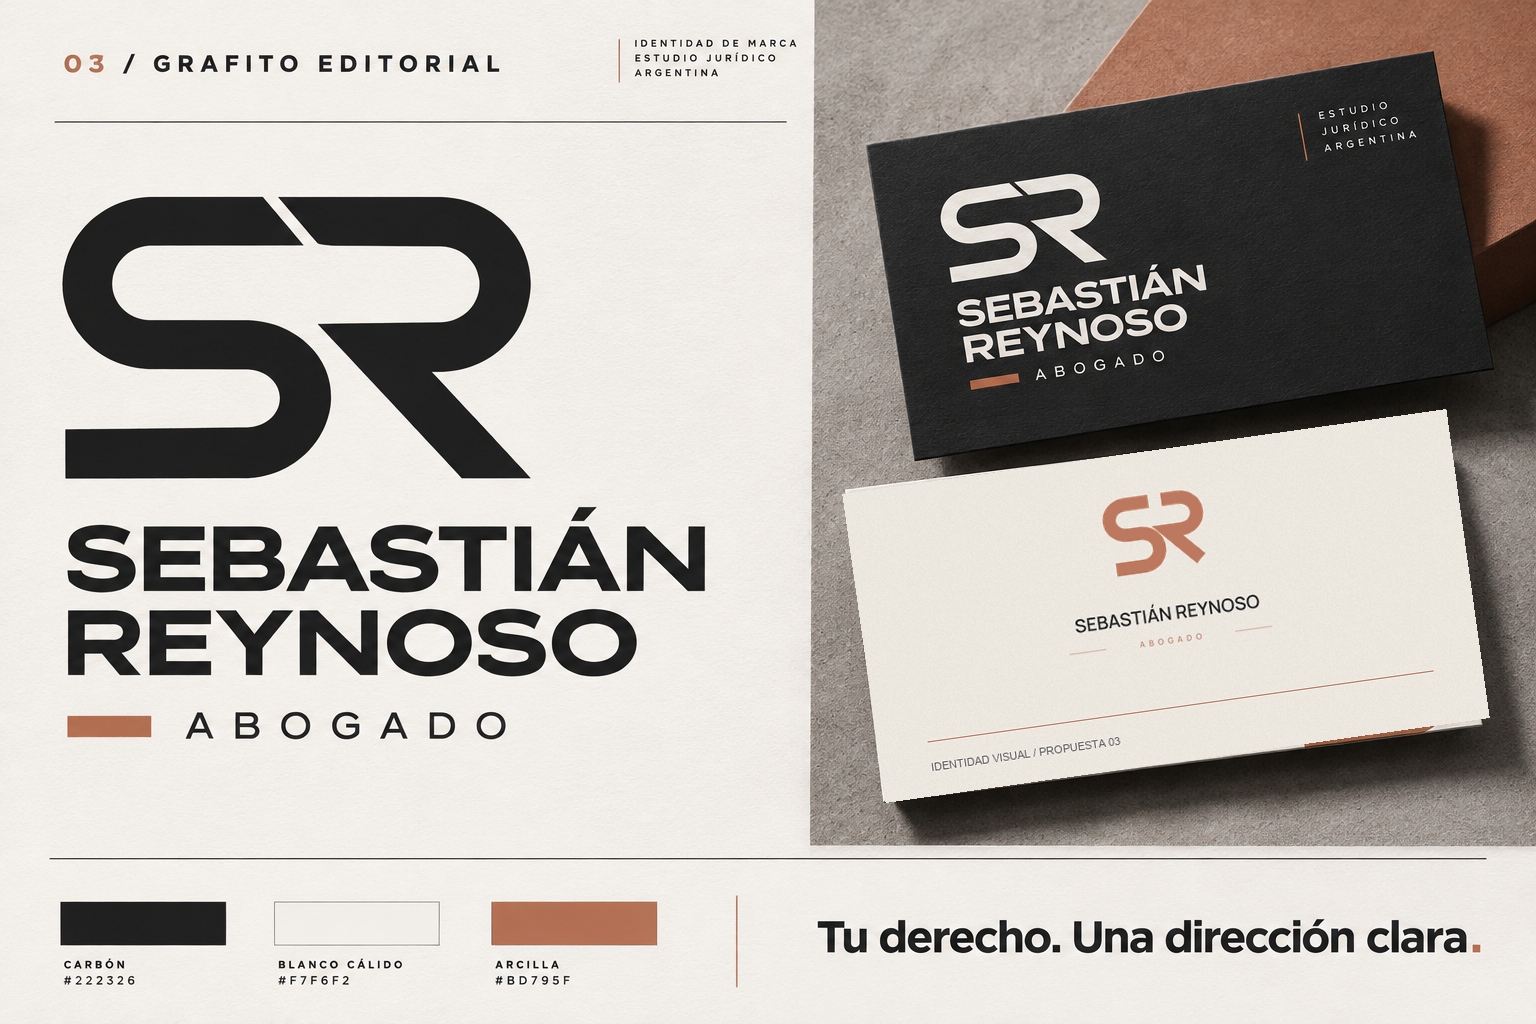 03 / GRAFITO EDITORIAL
IDENTIDAD DE MARCA
ESTUDIO JURÍDICO
ARGENTINA
SR
SEBASTIÁN
REYNOSO
ABOGADO
ESTUDIO
JURÍDICO
ARGENTINA
SR
SEBASTIÁN
REYNOSO
ABOGADO
SR
SEBASTIÁN REYNOSO
ABOGADO
IDENTIDAD VISUAL / PROPUESTA 03
CARBÓN
#222326
BLANCO CÁLIDO
#F7F6F2
ARCILLA
#BD795F
Tu derecho. Una dirección clara.